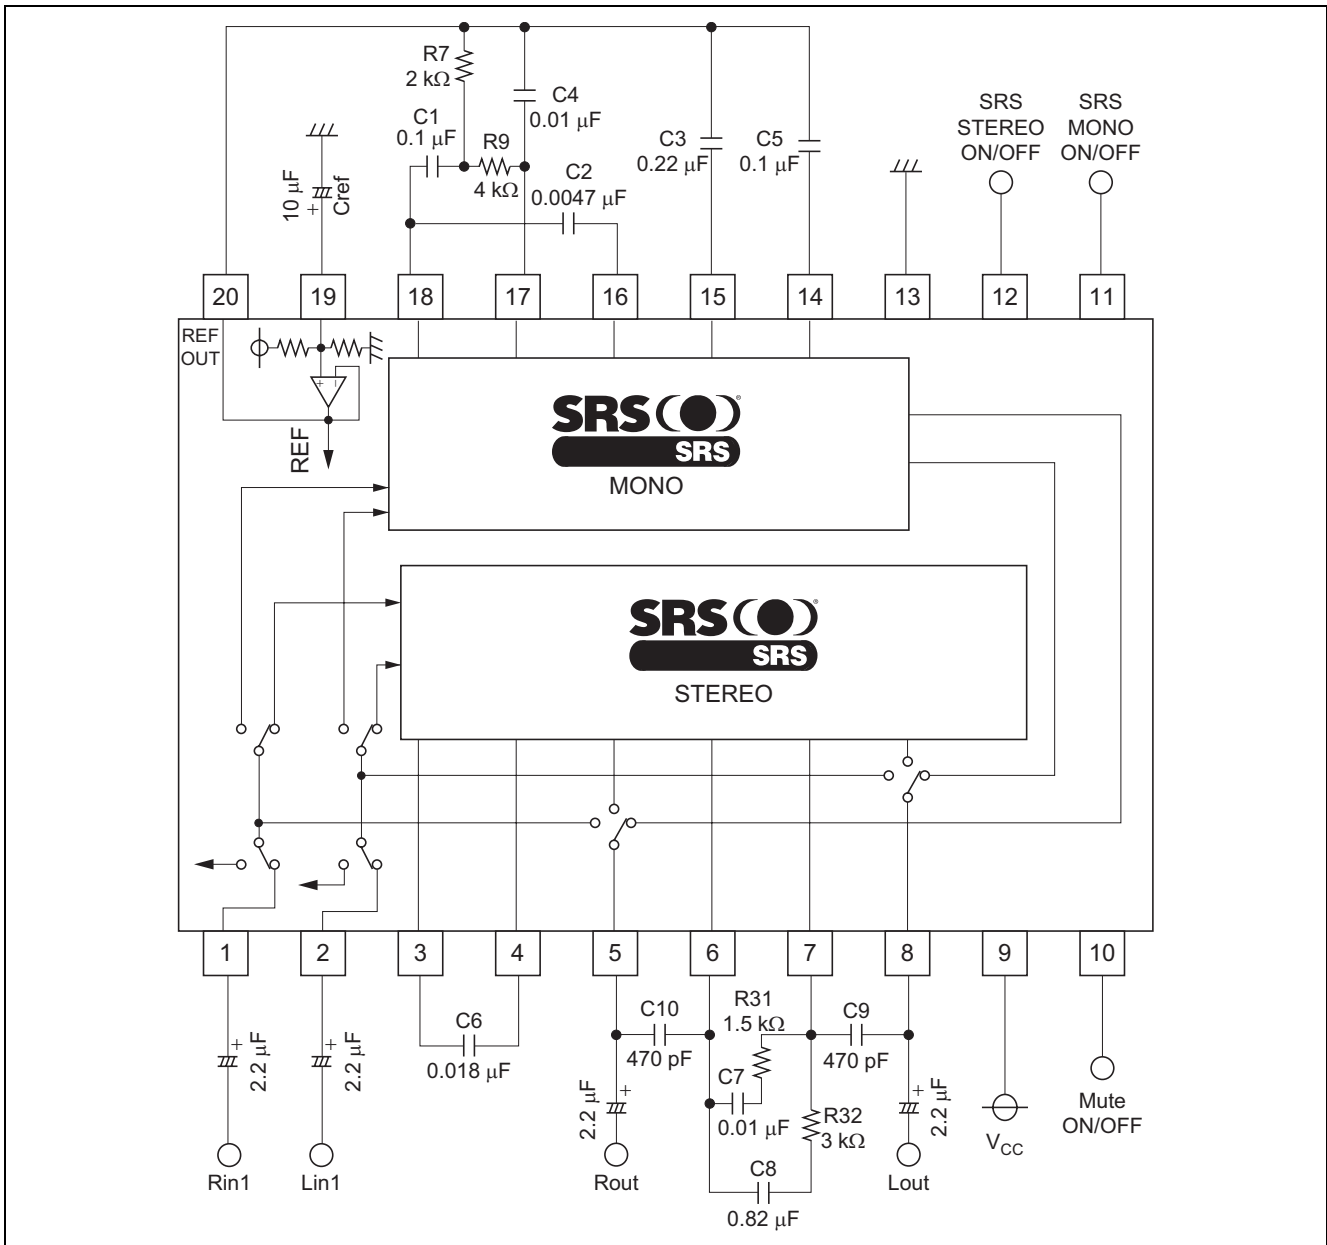 R7
2 kΩ
C4
0.01 μF
C1
0.1 μF
R9
4 kΩ
C2
0.0047 μF
C3
0.22 μF
C5
0.1 μF
SRS
STEREO
ON/OFF
SRS
MONO
ON/OFF
10 μF
+
Cref
20
19
18
17
16
15
14
13
12
11
REF
OUT
+
–
REF
SRS ®
SRS
MONO
SRS ®
SRS
STEREO
1
2
3
4
5
6
7
8
9
10
+
2.2 μF
Rin1
+
2.2 μF
Lin1
C6
0.018 μF
C10
470 pF
+
2.2 μF
Rout
R31
1.5 kΩ
C7
0.01 μF
R32
3 kΩ
C8
0.82 μF
C9
470 pF
+
2.2 μF
Lout
VCC
Mute
ON/OFF